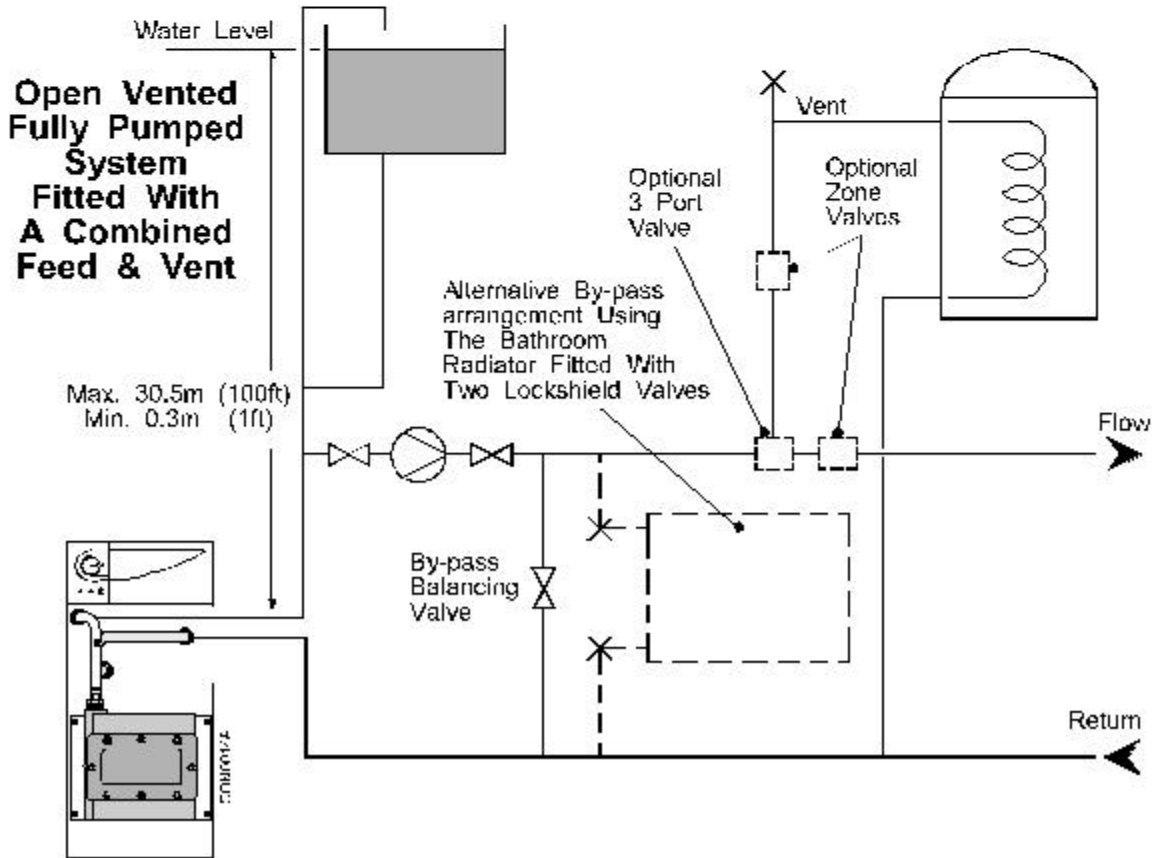 Water Level
Open Vented
Fully Pumped
System
Fitted With
A Combined
Feed & Vent
Vent
Optional
3 Port
Valve
Optional
Zone
Valves
Alternative By-pass
arrangement Using
The Bathroom
Radiator Fitted With
Two Lockshield Valves
Max. 30.5m (100ft)
Min. 0.3m (1ft)
Flow
By-pass
Balancing
Valve
Return